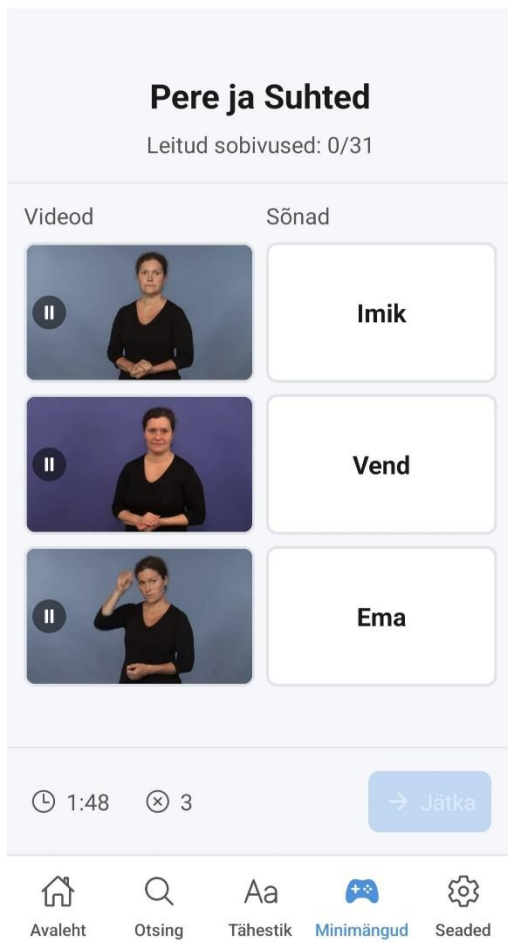 Pere ja Suhted
Leitud sobivused: 0/31
Videod Sõnad
Imik
Vend
Ema
1:48 3 Jätka
Avaleht Otsing Aa Tähestik Minimängud Seaded